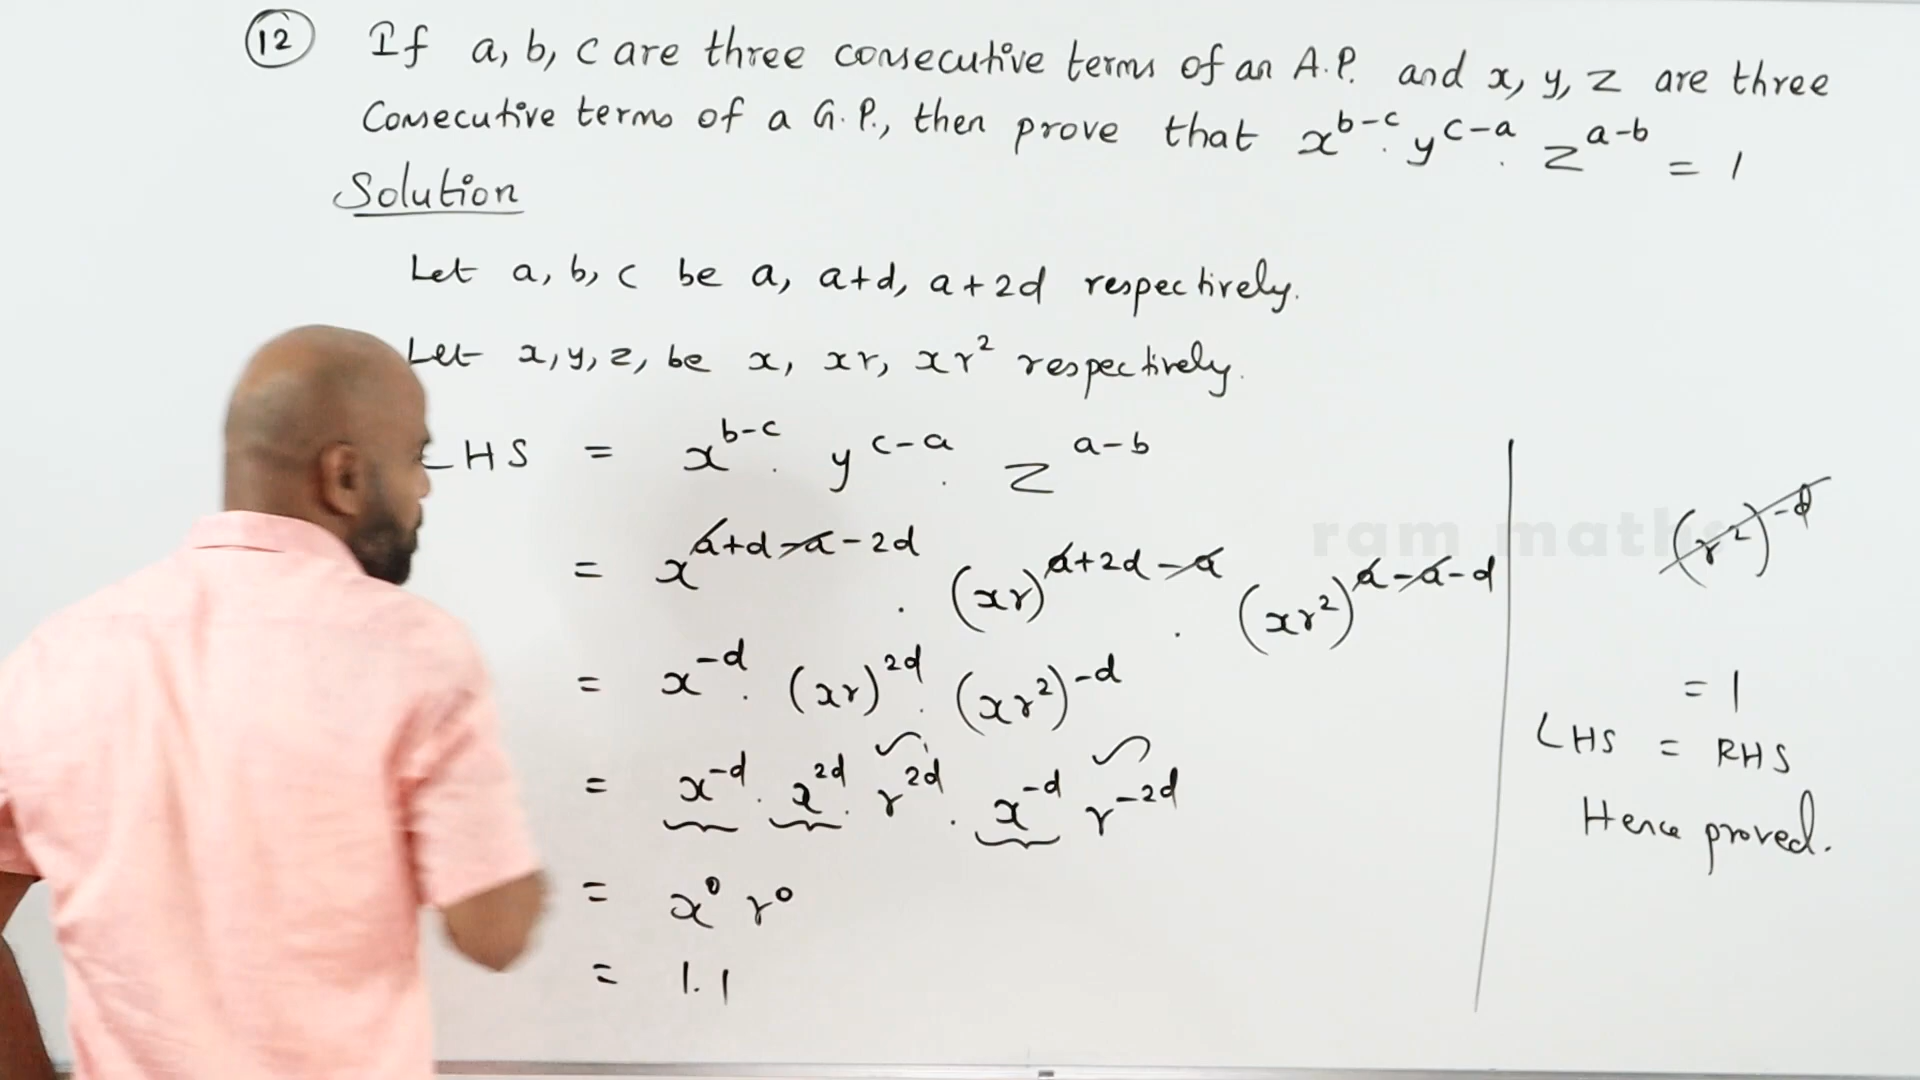 12 If a, b, c are three consecutive terms of an A.P. and x, y, z are three
Consecutive terms of a G.P., then prove that x^{b-c} . y^{c-a} . z^{a-b} = 1
Solution
Let a, b, c be a, a+d, a+2d respectively.
Let x, y, z, be x, xr, xr² respectively.
LHS = x^{b-c} . y^{c-a} . z^{a-b}
= x^{a+d-a-2d} . (xr)^{a+2d-a} . (xr²)^{a-a-d}
= x^{-d} . (xr)^{2d} . (xr²)^{-d}
= x^{-d} . x^{2d} . r^{2d} . x^{-d} r^{-2d}
= x⁰ r⁰
= 1.1
(r²)^{-d}
= 1
LHS = RHS
Hence proved.
ram maths